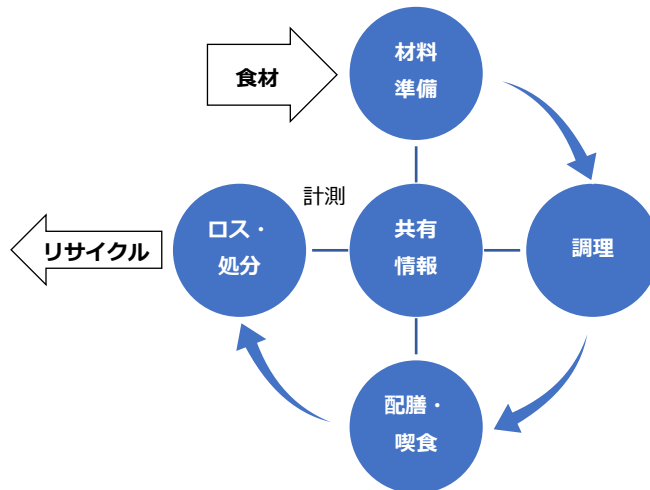 食材
材料
準備
計測
ロス・
処分
共有
情報
調理
リサイクル
配膳・
喫食